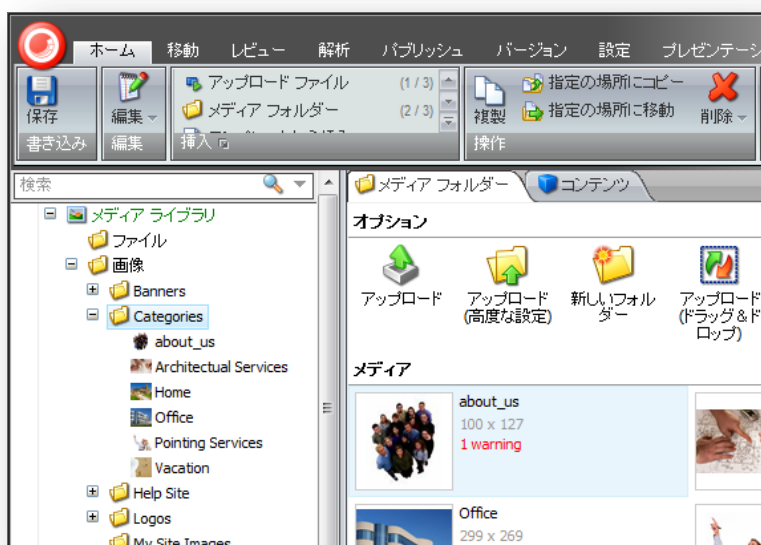 ホーム 移動 レビュー 解析 パブリッシュ バージョン 設定
保存
書き込み
編集
編集
アップロード ファイル (1 / 3)
メディア フォルダー (2 / 3)
挿入
複製
指定の場所にコピー
指定の場所に移動
削除
操作
検索
メディア ライブラリ
ファイル
画像
Banners
Categories
about_us
Architectual Services
Home
Office
Pointing Services
Vacation
Help Site
Logos
My Site Images
メディア フォルダー コンテンツ
オプション
アップロード
アップロード
(高度な設定)
新しいフォル
ダー
アップロード
(ドラッグ & ド
ロップ)
メディア
about_us
100 x 127
1 warning
Office
299 x 269